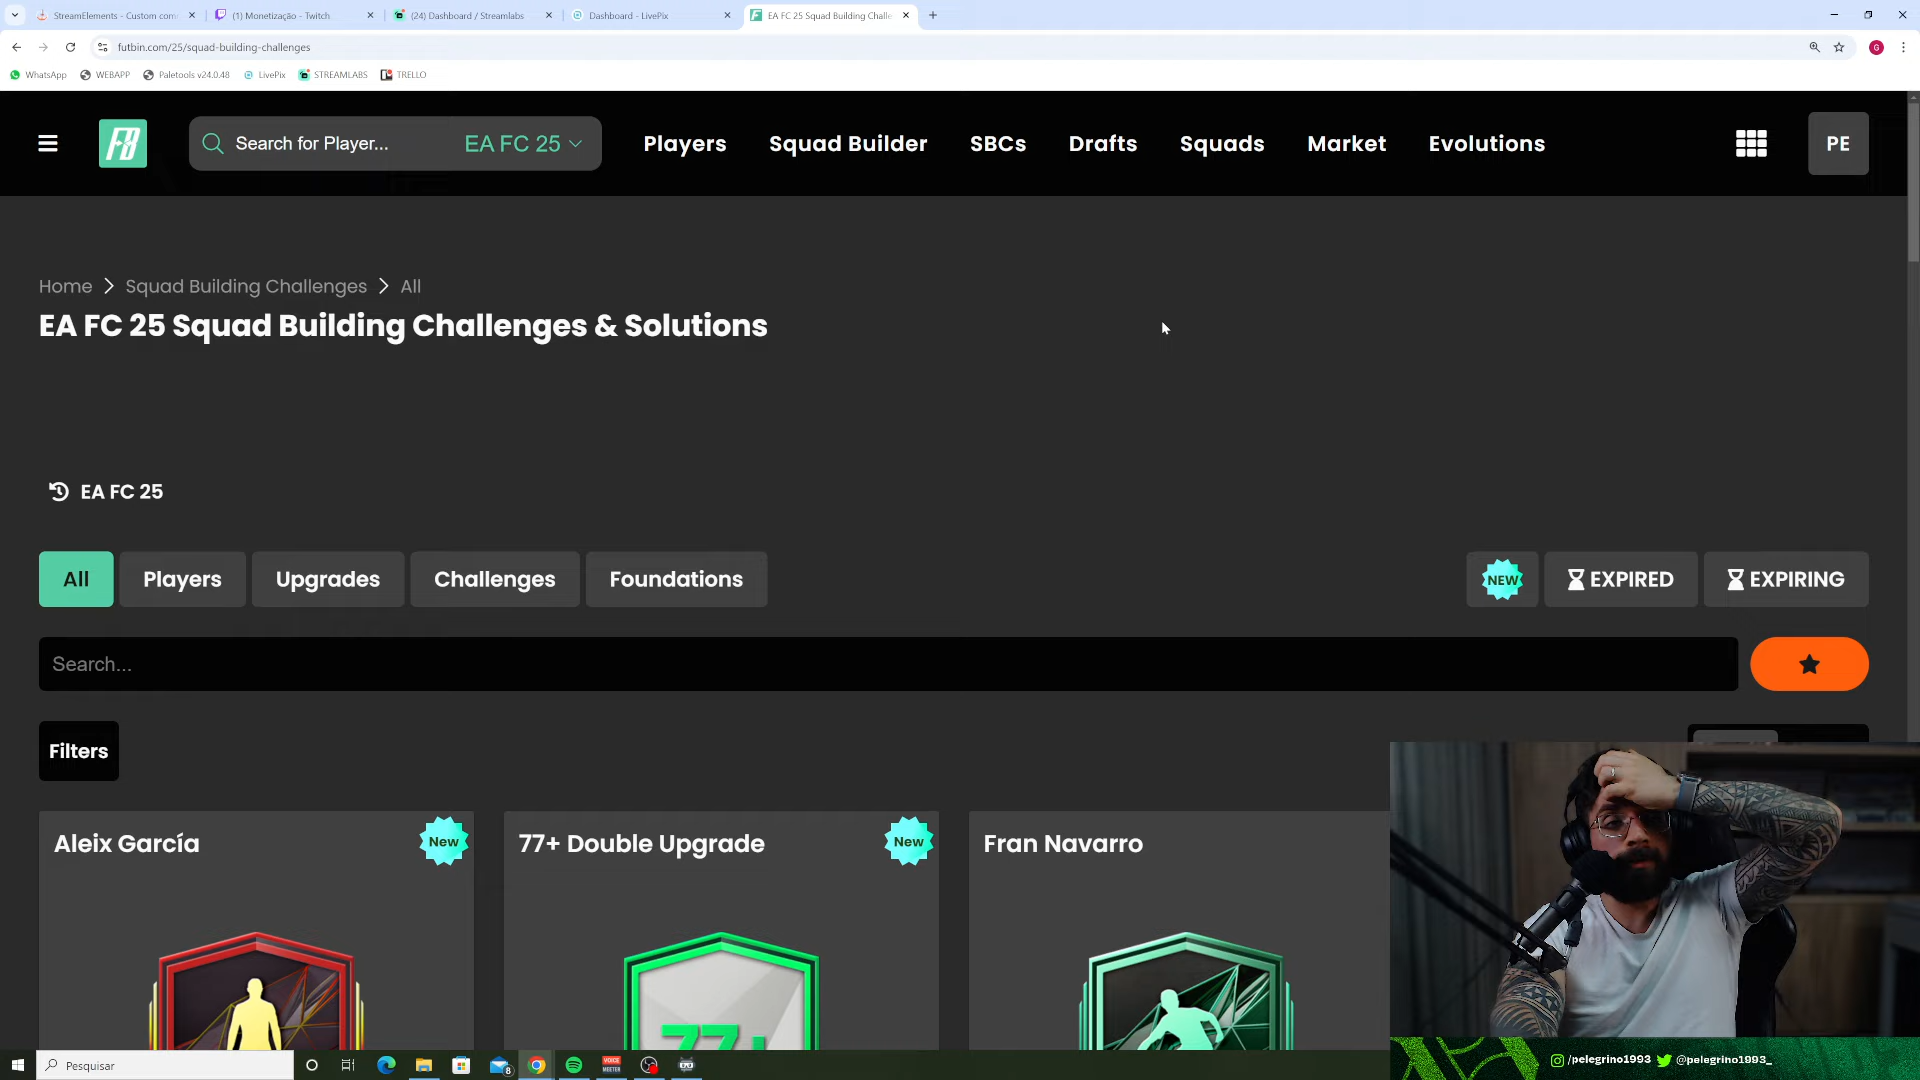 StreamElements - Custom com
(1) Monetização - Twitch
(24) Dashboard / Streamlabs
Dashboard - LivePix
EA FC 25 Squad Building Challe
futbin.com/25/squad-building-challenges
G
WhatsApp
WEBAPP
Paletools v24.0.48
LivePix
STREAMLABS
TRELLO
Search for Player...
EA FC 25
Players
Squad Builder
SBCs
Drafts
Squads
Market
Evolutions
PE
Home > Squad Building Challenges > All
EA FC 25 Squad Building Challenges & Solutions
EA FC 25
All
Players
Upgrades
Challenges
Foundations
NEW
EXPIRED
EXPIRING
Search...
Filters
Aleix García
New
77+ Double Upgrade
New
Fran Navarro
77+
Pesquisar
8
VOICE
MEETER
/pelegrino1993
@pelegrino1993_